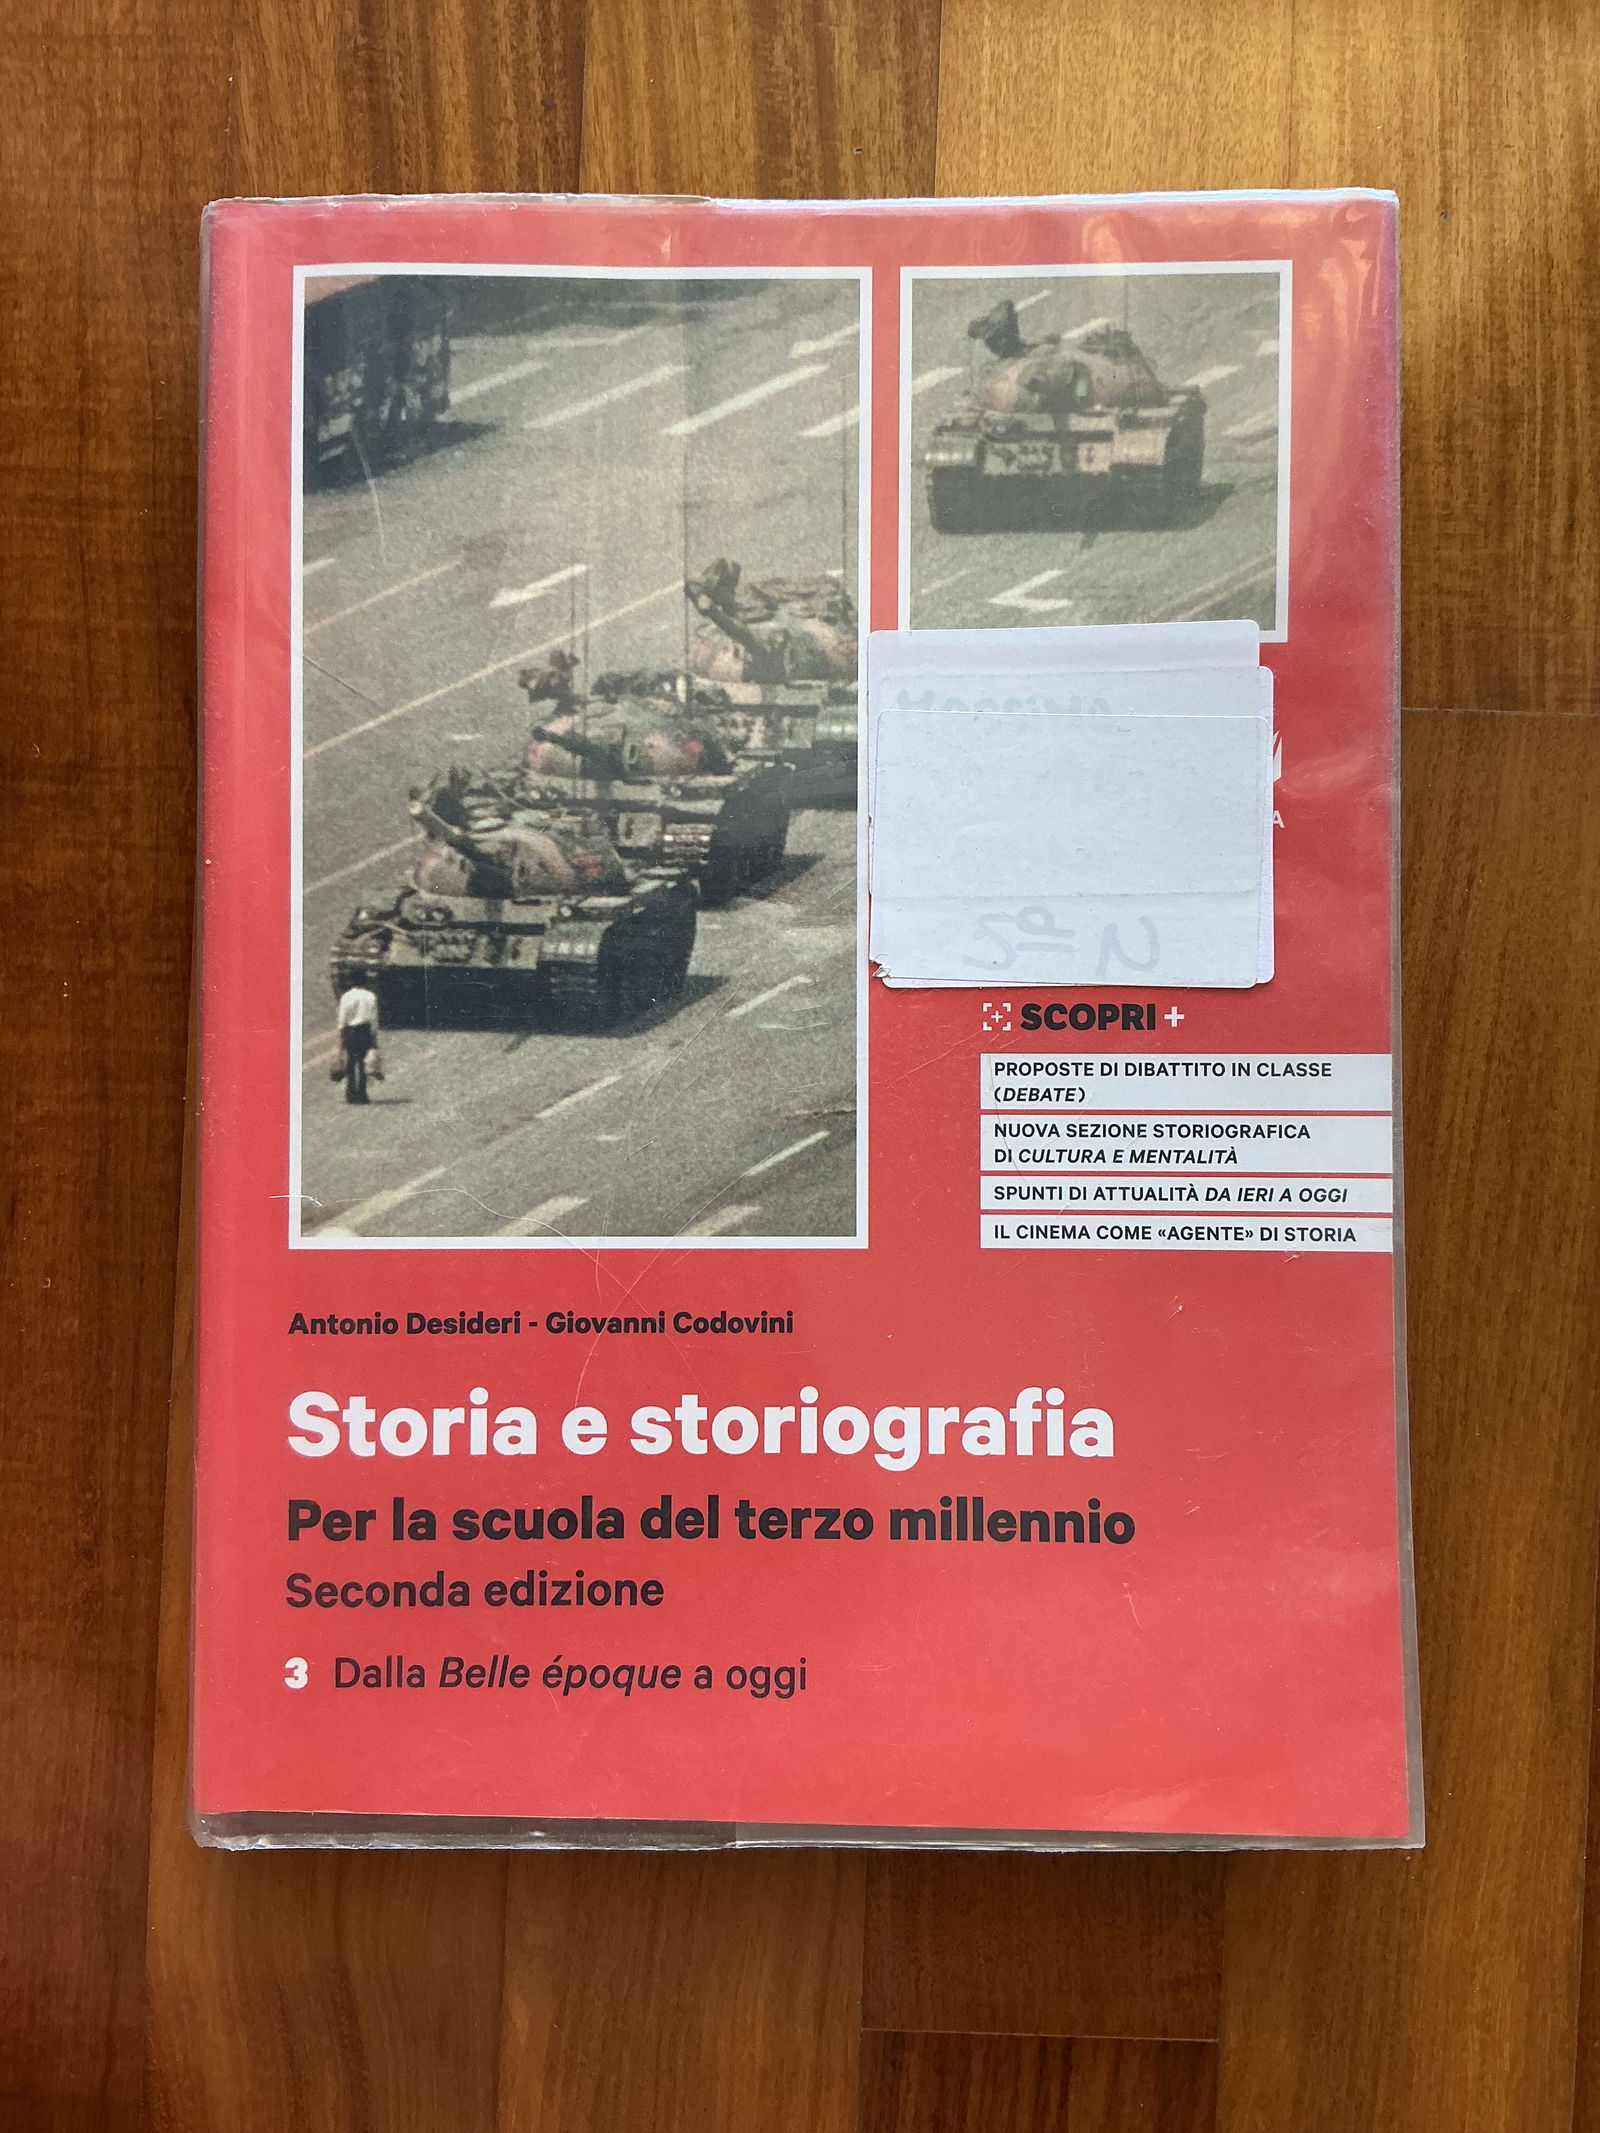 SCOPRI+
PROPOSTE DI DIBATTITO IN CLASSE
(DEBATE)
NUOVA SEZIONE STORIOGRAFICA
DI CULTURA E MENTALITÀ
SPUNTI DI ATTUALITÀ DA IERI A OGGI
IL CINEMA COME «AGENTE» DI STORIA
Antonio Desideri - Giovanni Codovini
Storia e storiografia
Per la scuola del terzo millennio
Seconda edizione
3 Dalla Belle époque a oggi